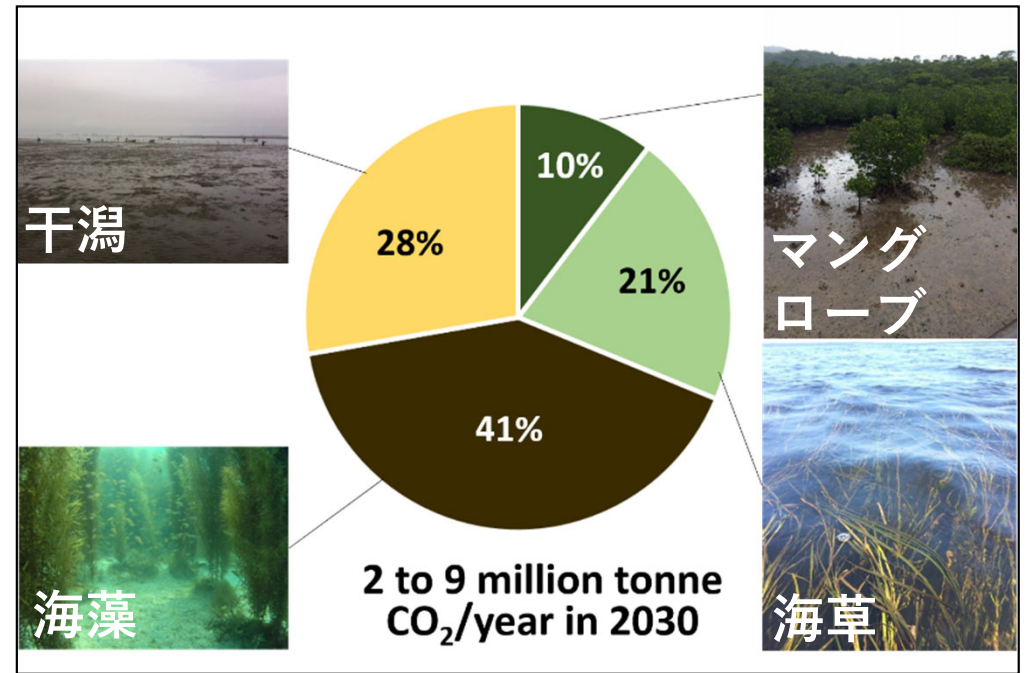 10%
28%
21%
41%
干潟
マング
ローブ
海藻
海草
2 to 9 million tonne
CO₂/year in 2030